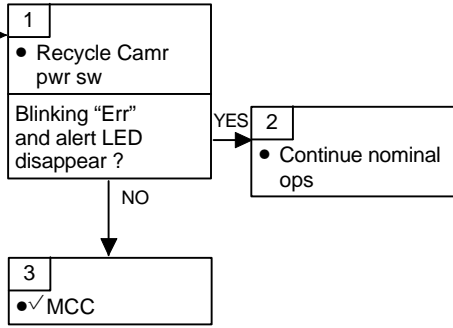 1
● Recycle Camr
pwr sw
Blinking “Err”
and alert LED
disappear ?
YES
2
● Continue nominal
ops
NO
3
●√ MCC